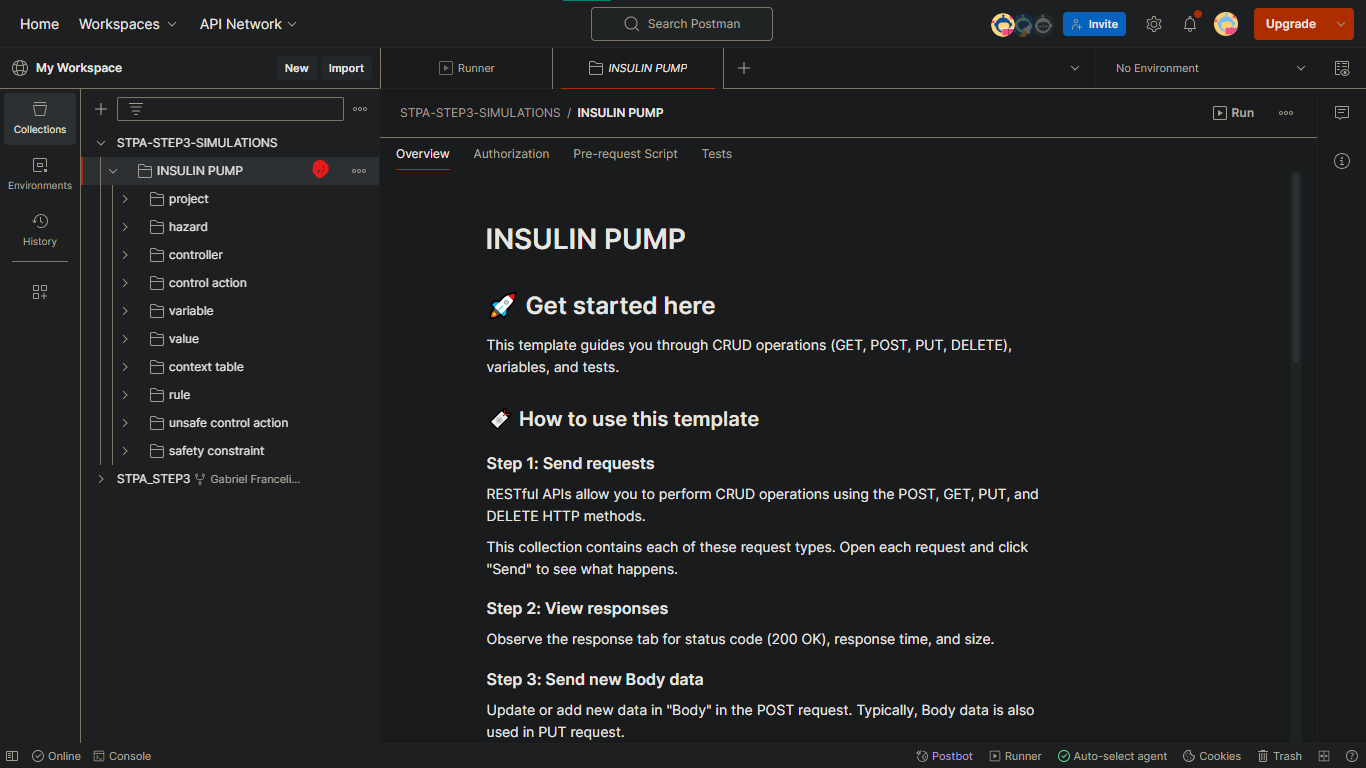 Home Workspaces API Network Search Postman Invite Upgrade
My Workspace New Import Runner INSULIN PUMP No Environment
STPA-STEP3-SIMULATIONS / INSULIN PUMP Run
Overview Authorization Pre-request Script Tests
Collections
Environments
History
STPA-STEP3-SIMULATIONS
INSULIN PUMP
project
hazard
controller
control action
variable
value
context table
rule
unsafe control action
safety constraint
STPA_STEP3 Gabriel Franceli...
INSULIN PUMP
Get started here
This template guides you through CRUD operations (GET, POST, PUT, DELETE),
variables, and tests.
How to use this template
Step 1: Send requests
RESTful APIs allow you to perform CRUD operations using the POST, GET, PUT, and
DELETE HTTP methods.
This collection contains each of these request types. Open each request and click
"Send" to see what happens.
Step 2: View responses
Observe the response tab for status code (200 OK), response time, and size.
Step 3: Send new Body data
Update or add new data in "Body" in the POST request. Typically, Body data is also
used in PUT request.
Online Console Postbot Runner Auto-select agent Cookies Trash